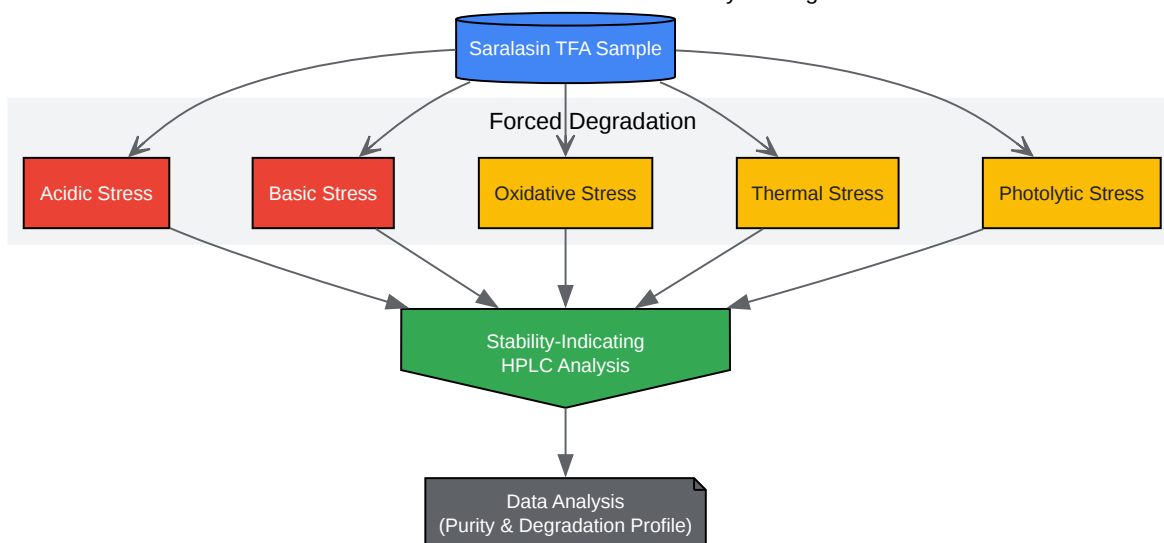 Saralasin TFA Sample
Forced Degradation
Acidic Stress
Basic Stress
Oxidative Stress
Thermal Stress
Photolytic Stress
Stability-Indicating
HPLC Analysis
Data Analysis
(Purity & Degradation Profile)